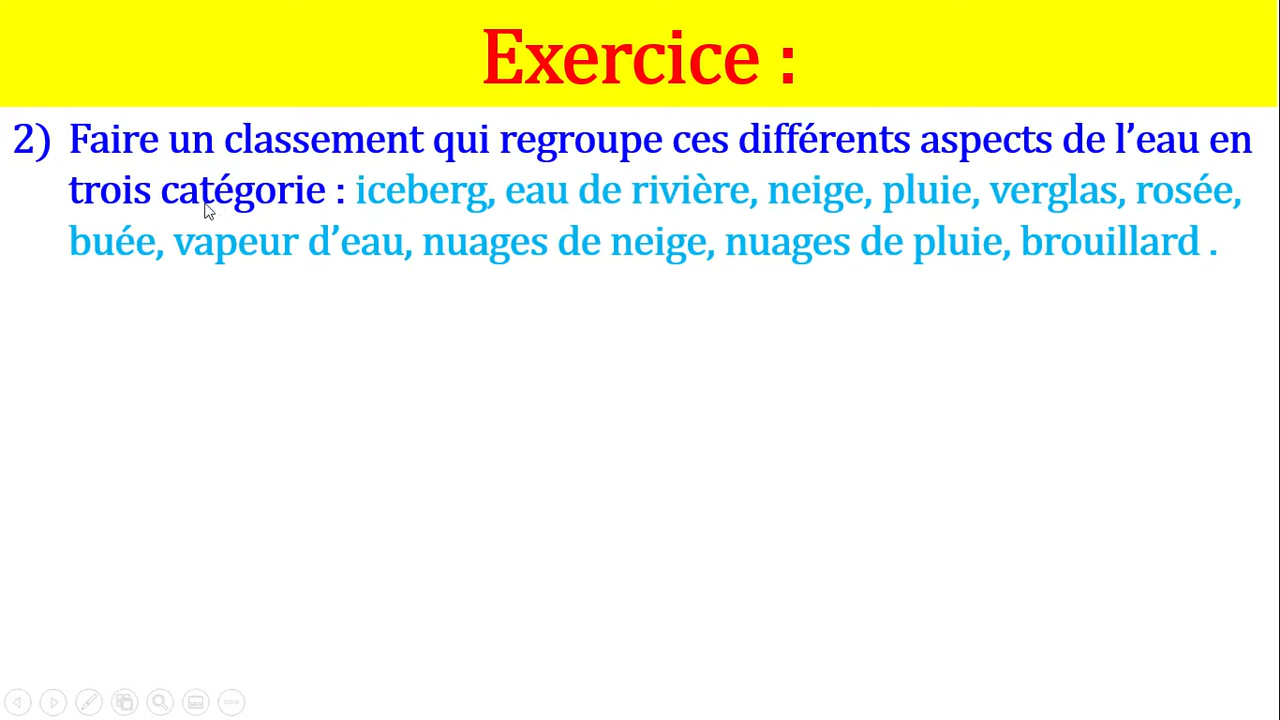 Exercice :
2) Faire un classement qui regroupe ces différents aspects de l’eau en
trois catégorie : iceberg, eau de rivière, neige, pluie, verglas, rosée,
buée, vapeur d’eau, nuages de neige, nuages de pluie, brouillard .